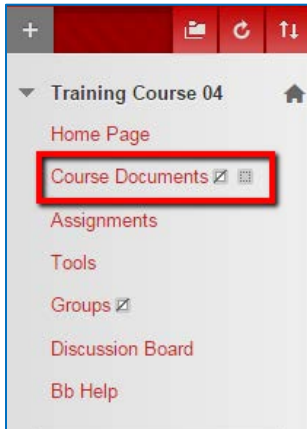 Training Course 04
Home Page
Course Documents
Assignments
Tools
Groups
Discussion Board
Bb Help